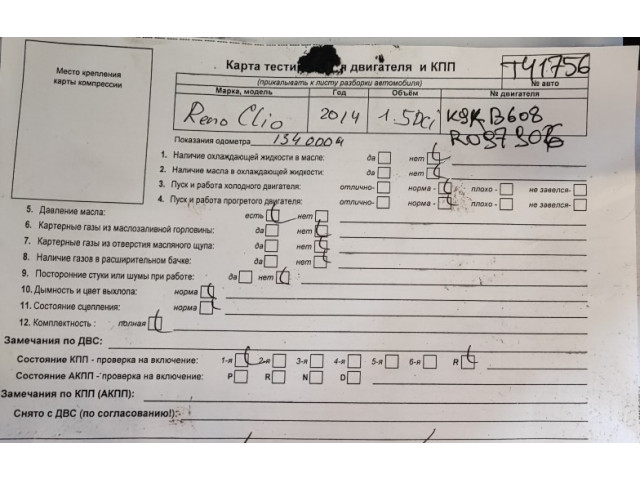 Место крепления
карты компрессии
Карта двигателя и КПП
(прикалывать к листу разборки автомобиля)
ТЧ1756
№ авто
Марка, модель Год Объём № двигателя
Reno Clio 2014 1.5DCi K9K B608
Показания одометра
1. Наличие охлаждающей жидкости в масле: да нет
2. Наличие масла в охлаждающей жидкости: да нет
3. Пуск и работа холодного двигателя: отлично- норма - плохо - не завелся-
4. Пуск и работа прогретого двигателя: отлично- норма - плохо - не завелся-
5. Давление масла: есть нет
6. Картерные газы из маслозаливной горловины: да нет
7. Картерные газы из отверстия масляного щупа: да нет
8. Наличие газов в расширительном бачке: да нет
9. Посторонние стуки или шумы при работе: да нет
10. Дымность и цвет выхлопа: норма
11. Состояние сцепления: норма
12. Комплектность : полная
Замечания по ДВС:
Состояние КПП - проверка на включение: 1-я 2-я 3-я 4-я 5-я 6-я R
Состояние АКПП - проверка на включение: P R N D
Замечания по КПП (АКПП):
Снято с ДВС (по согласованию!):